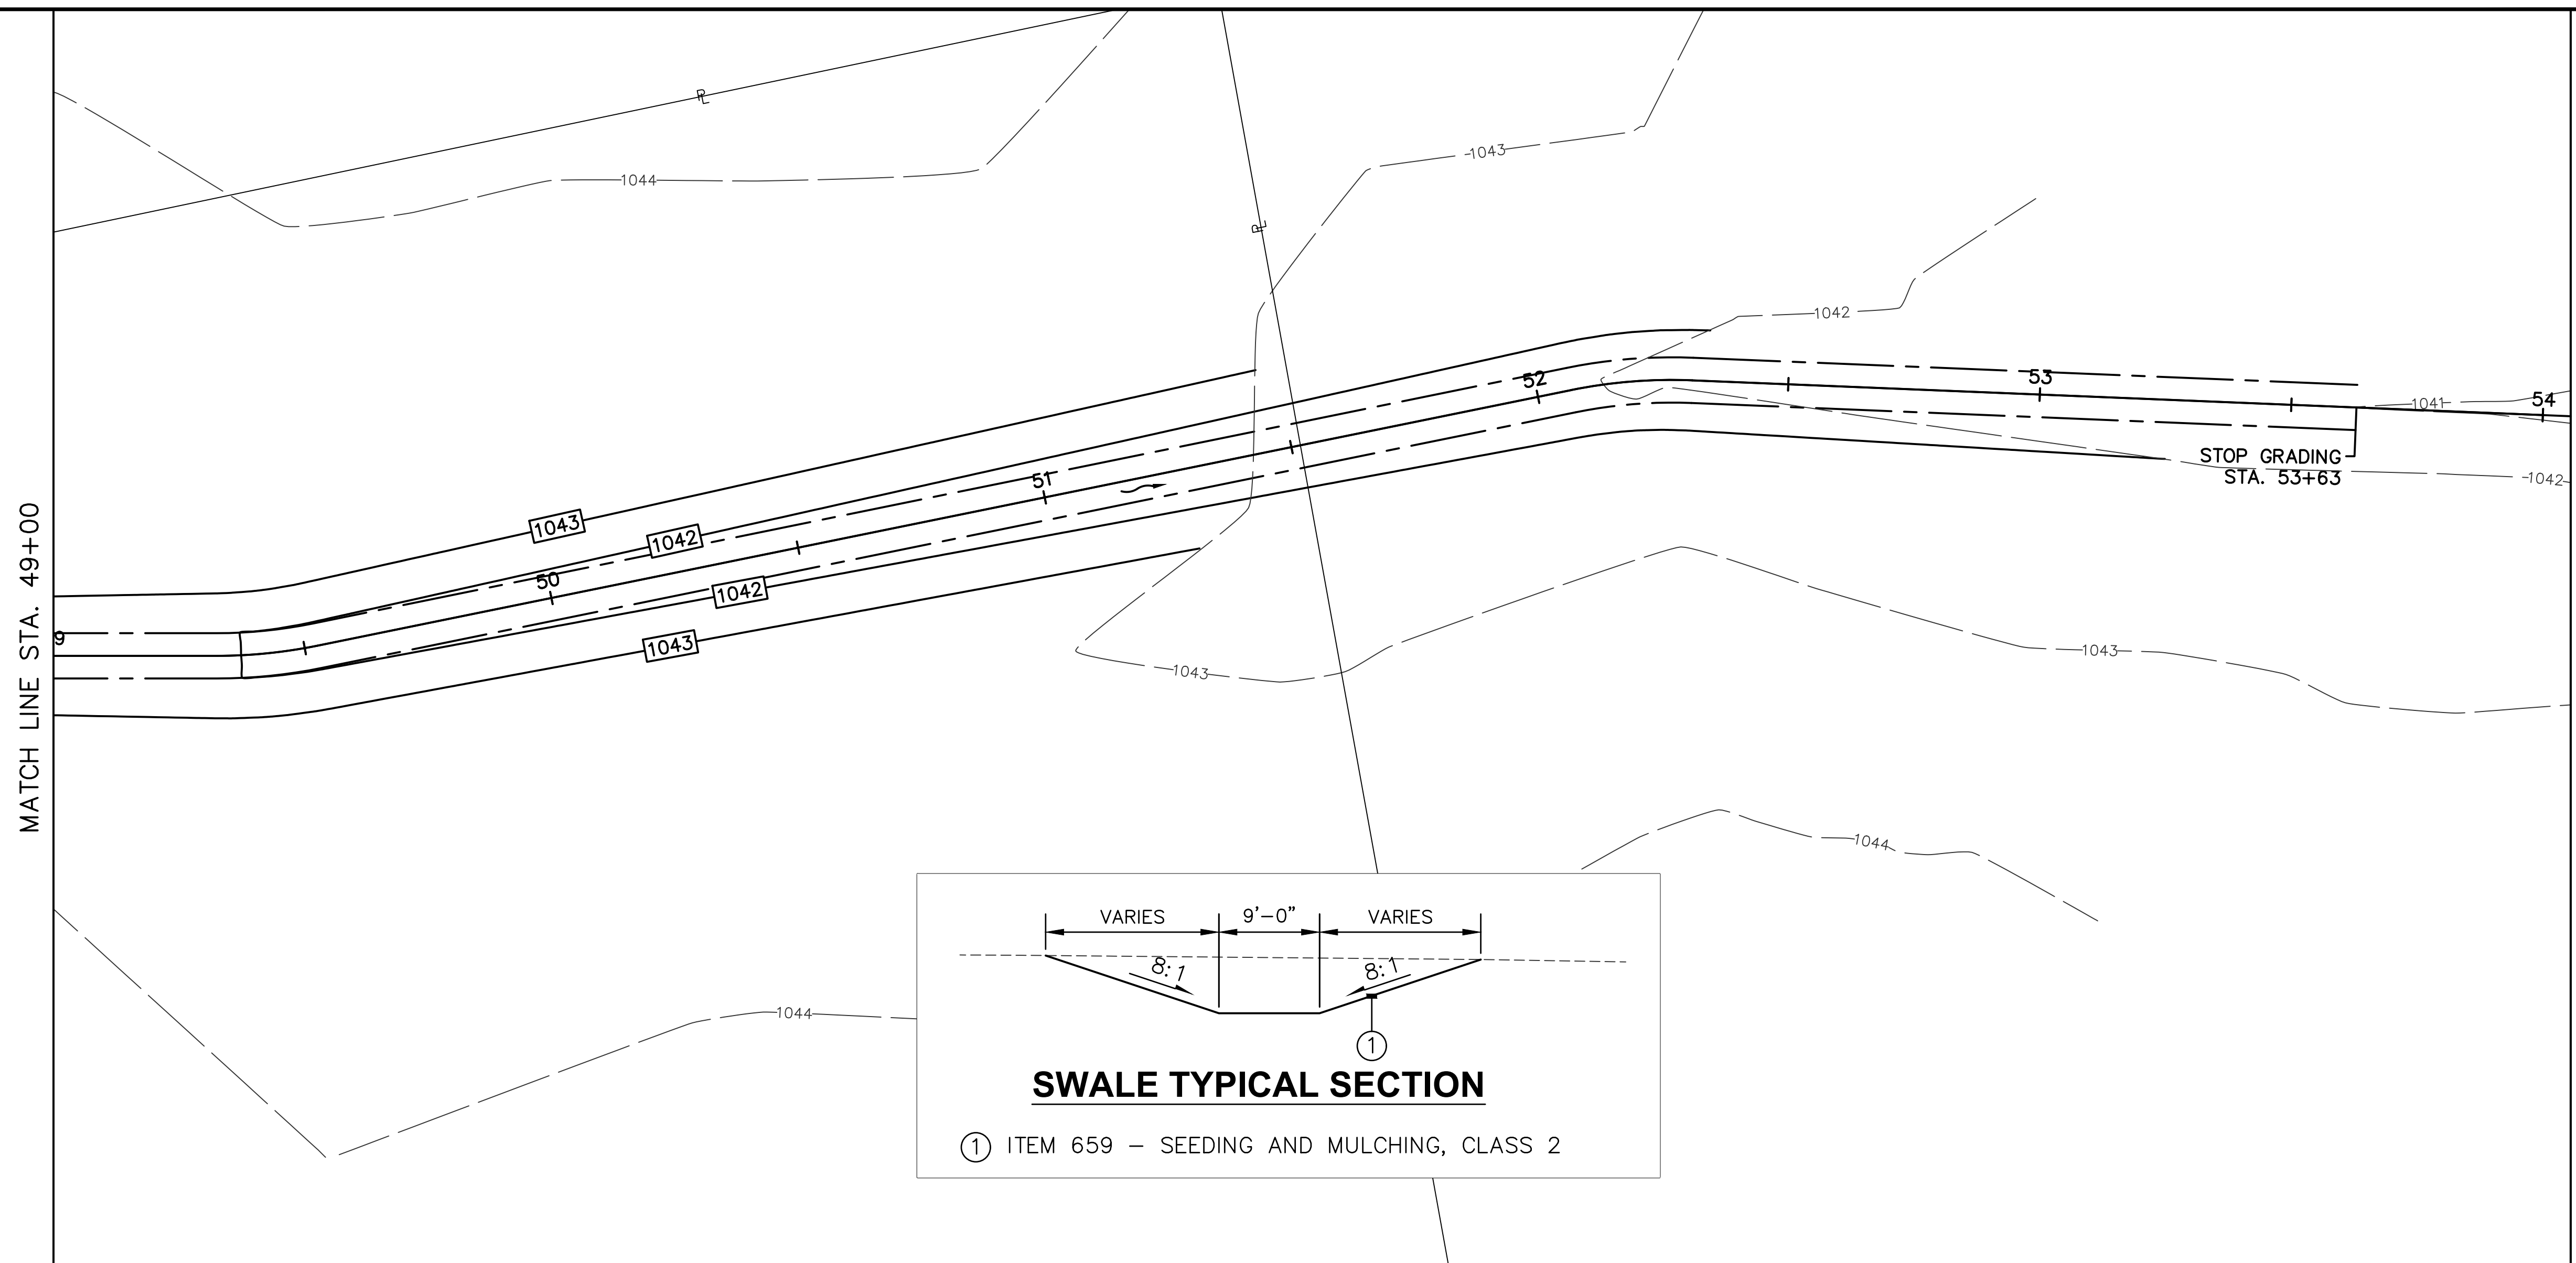 PL
1044
1043
PL
1042
53
52
54
1041
STOP GRADING
STA. 53+63
1042
51
1043
1042
50
1042
1043
9
MATCH LINE STA. 49+00
1043
1043
1044
VARIES
9'-0"
VARIES
8:1
8:1
1
1044
SWALE TYPICAL SECTION
1 ITEM 659 - SEEDING AND MULCHING, CLASS 2